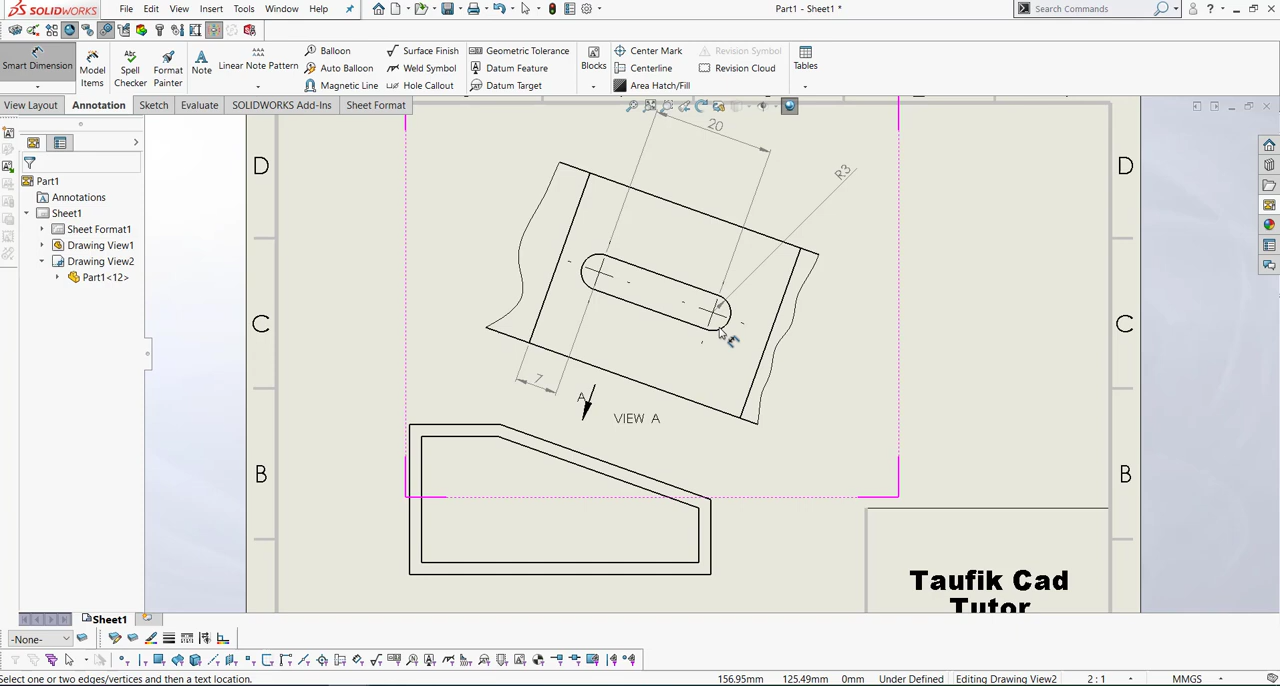 SOLIDWORKS File Edit View Insert Tools Window Help Part1 - Sheet1 * Search Commands
Smart Dimension
Model Items
Spell Checker
Format Painter
Note
Linear Note Pattern
Balloon
Auto Balloon
Magnetic Line
Surface Finish
Weld Symbol
Hole Callout
Geometric Tolerance
Datum Feature
Datum Target
Blocks
Center Mark
Centerline
Area Hatch/Fill
Revision Symbol
Revision Cloud
Tables
View Layout Annotation Sketch Evaluate SOLIDWORKS Add-Ins Sheet Format
Part1
Annotations
Sheet1
Sheet Format1
Drawing View1
Drawing View2
Part1<12>
20
R3
D D
C C
7
A
VIEW A
B B
Taufik Cad
Tutor
Sheet1
-None-
Select one or two edges/vertices and then a text location. 156.95mm 125.49mm 0mm Under Defined Editing Drawing View2 2 : 1 MMGS